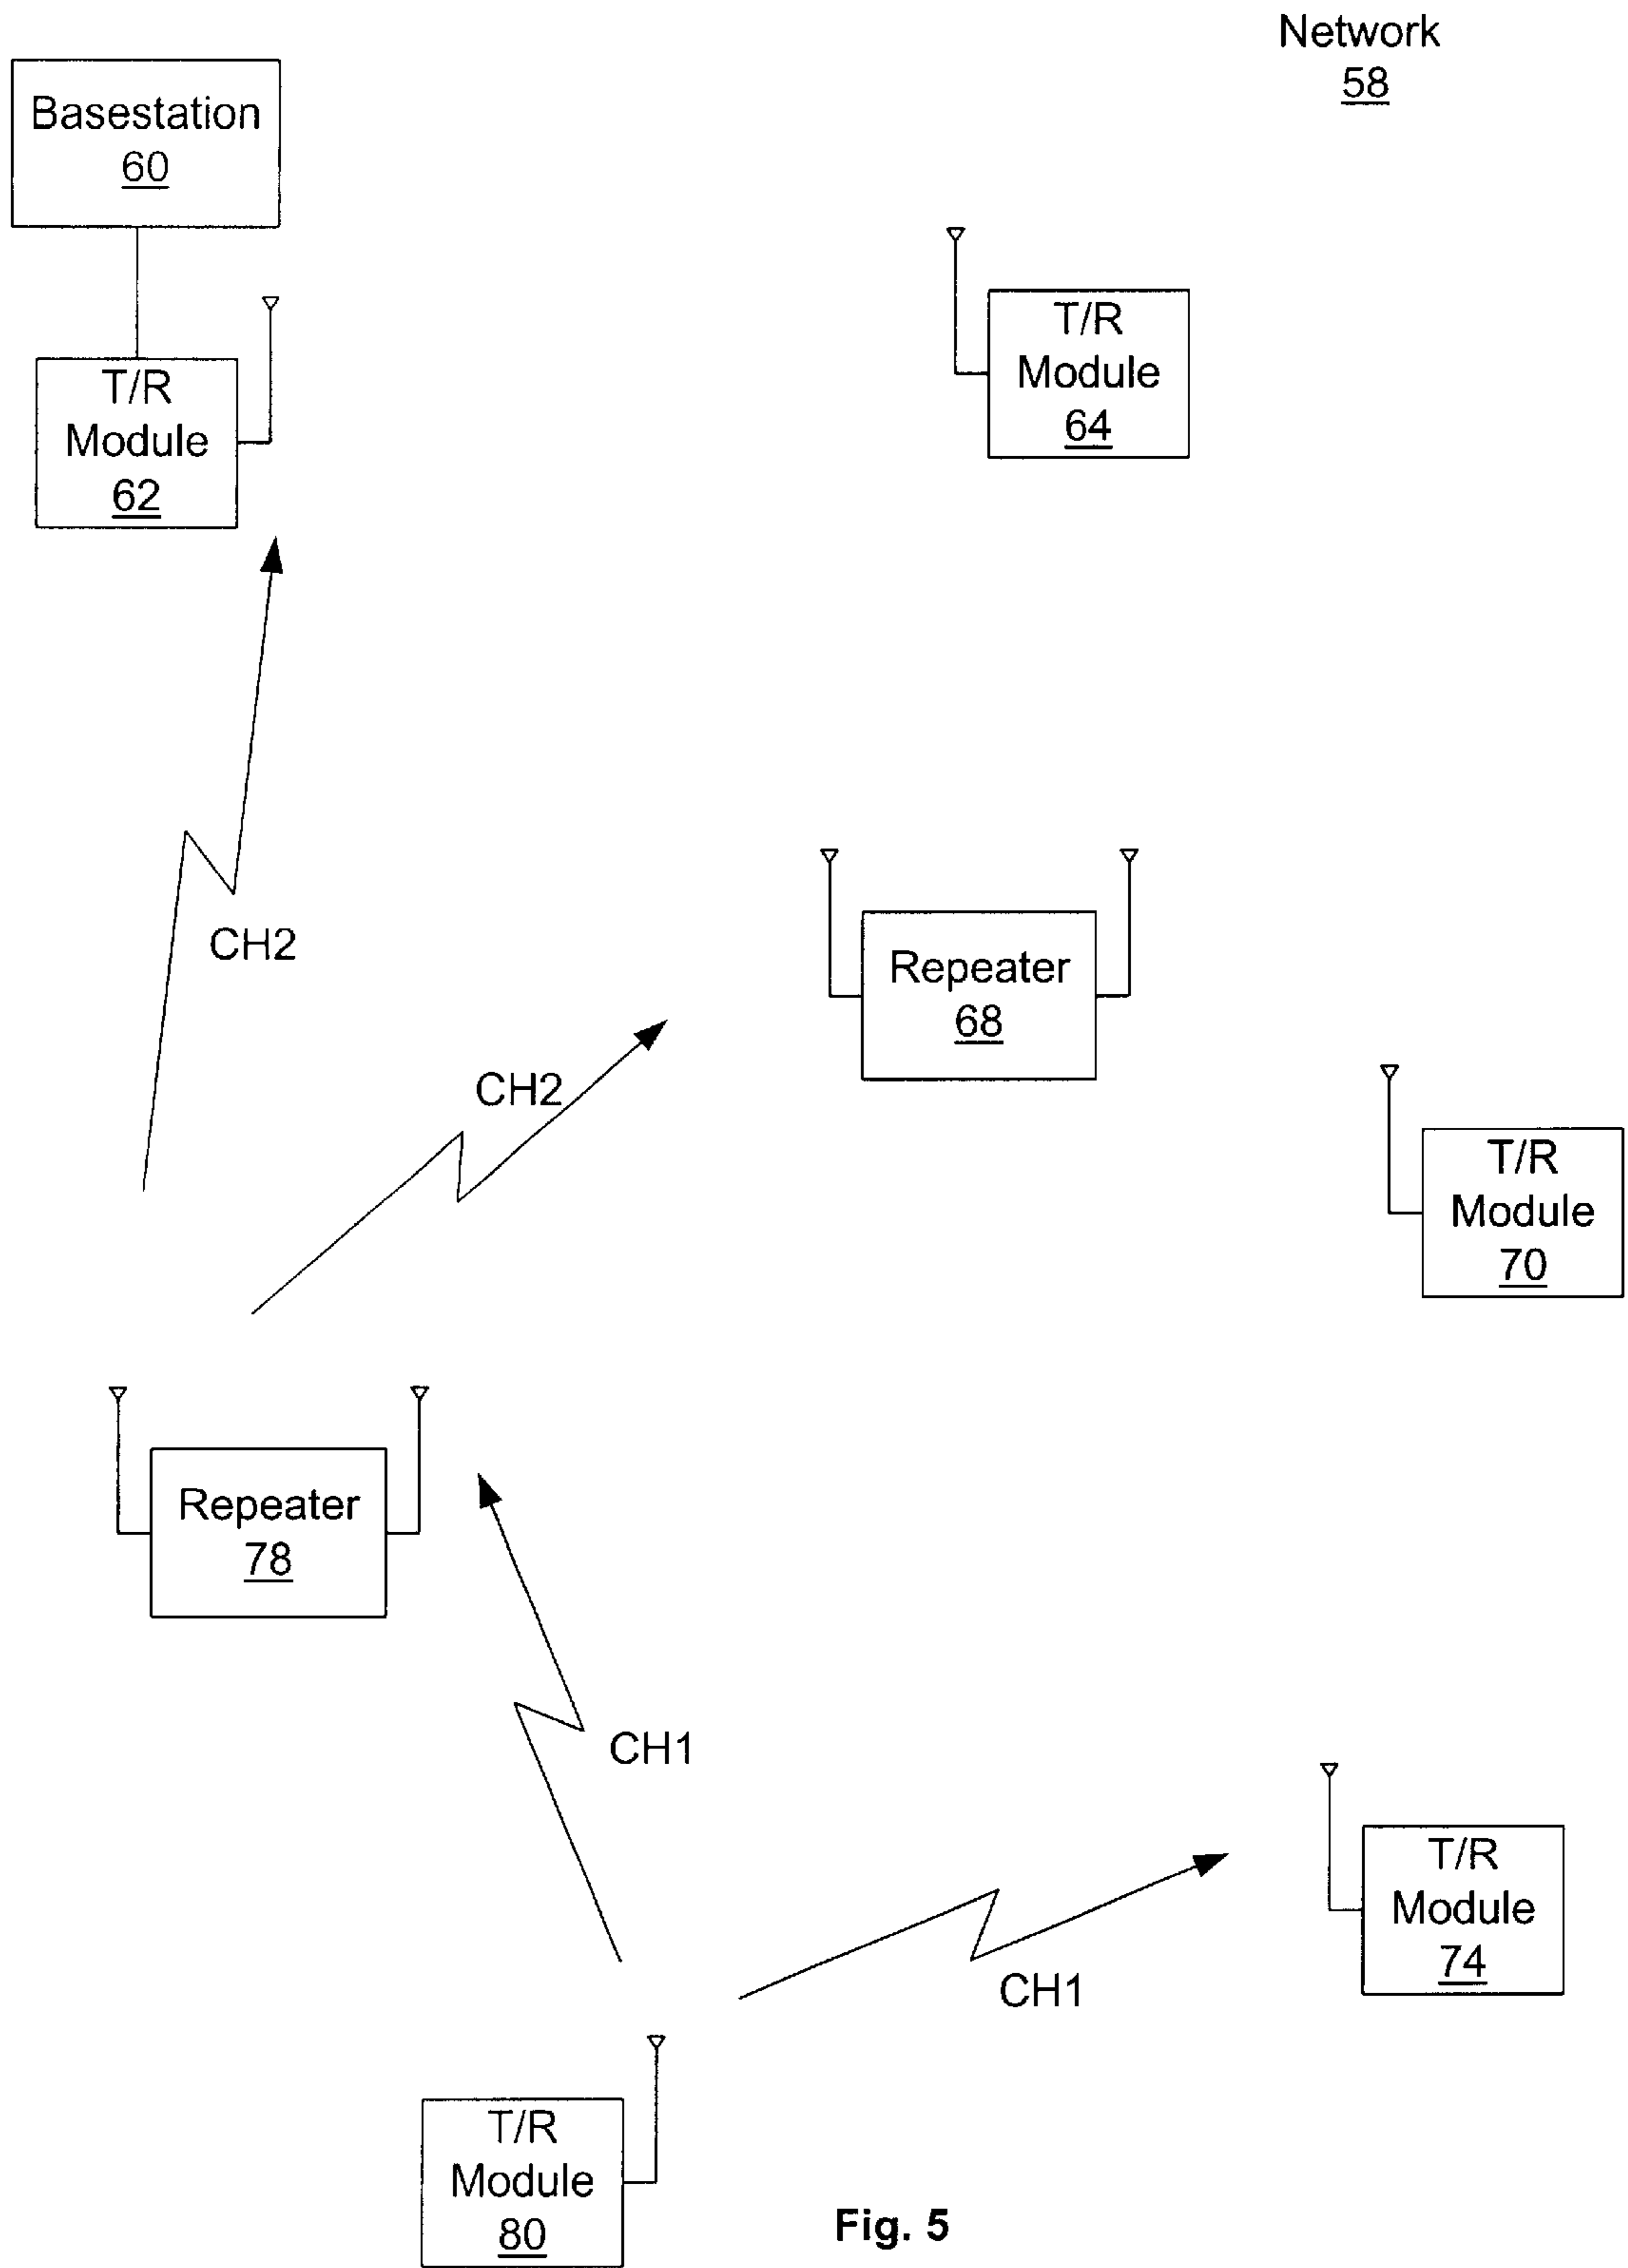 Network
58
Basestation
60
T/R
Module
62
T/R
Module
64
CH2
Repeater
68
CH2
T/R
Module
70
Repeater
78
CH1
T/R
Module
74
CH1
T/R
Module
80
Fig. 5